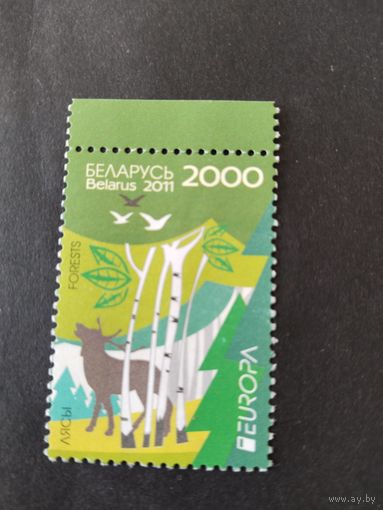 БЕЛАРУСЬ
Belarus 2011 2000
FORESTS
ЛЯСЫ
EUROPA
www.ay.by